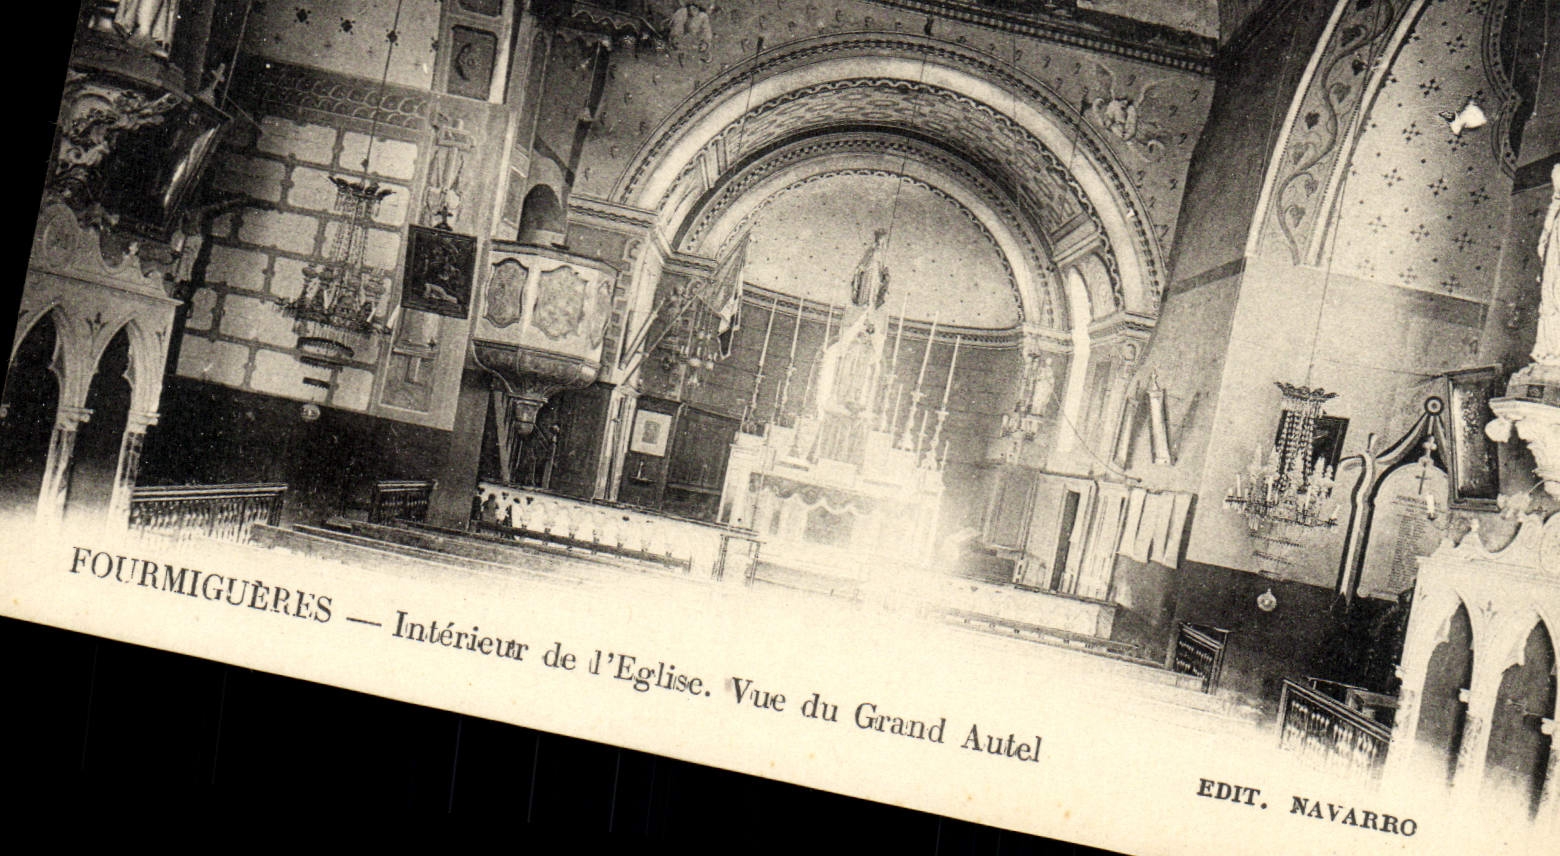 FOURMIGUÈRES — Intérieur de l'Eglise. Vue du Grand Autel
EDIT. NAVARRO